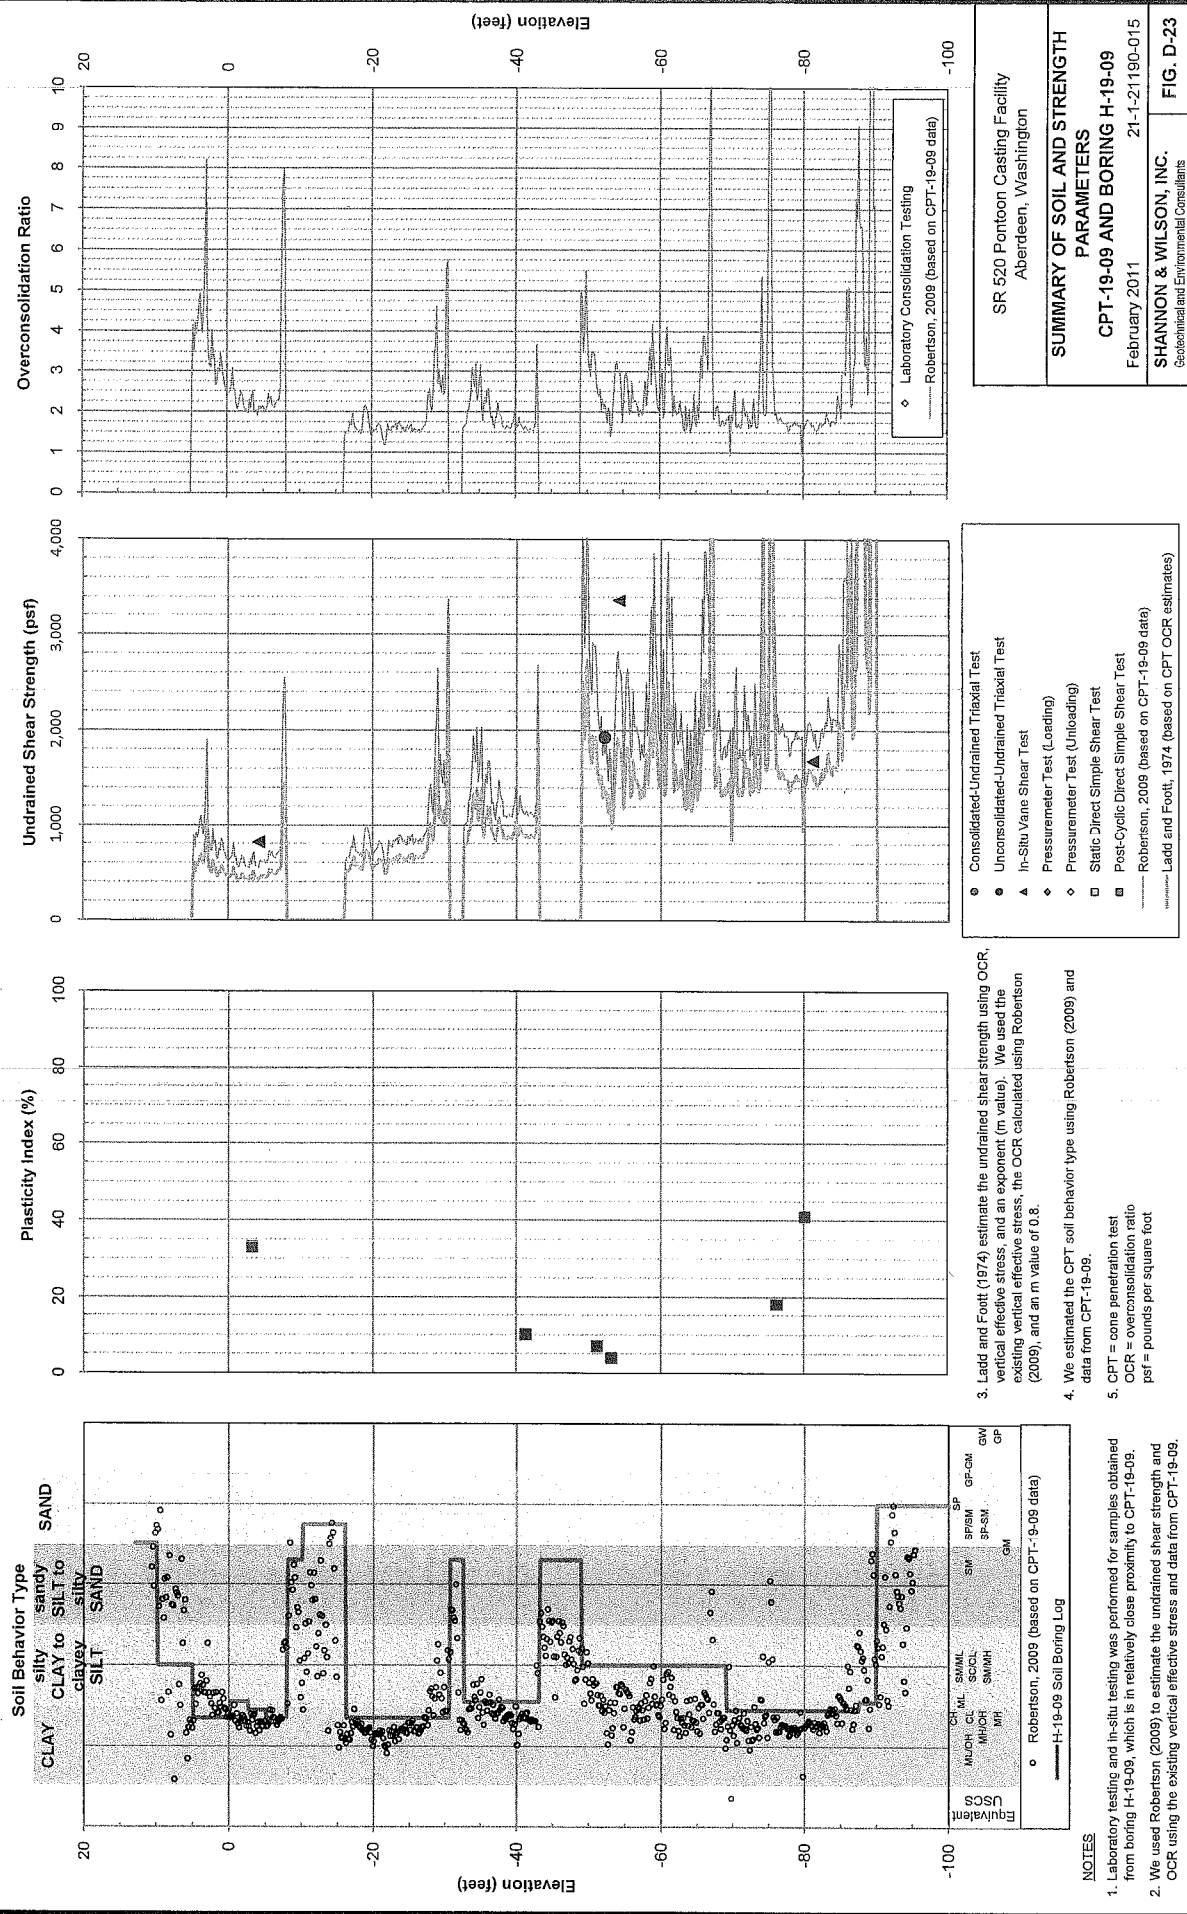 Soil Behavior Type
CLAY
silty
CLAY to
clayey
SILT
sandy
SILT to
silty
SAND
SAND
20
0
-20
-40
-60
-80
-100
Elevation (feet)
Equivalent
USCS
ML/OH
CH
CL
MH/OH
ML
MH
SM/ML
SC/CL
SM/MH
SM
GM
SP/SM
SP-SM
SP
GP-GM
GW
GP
Robertson, 2009 (based on CPT-19-09 data)
H-19-09 Soil Boring Log
Plasticity Index (%)
0
20
40
60
80
100
Undrained Shear Strength (psf)
0
1,000
2,000
3,000
4,000
Consolidated-Undrained Triaxial Test
Unconsolidated-Undrained Triaxial Test
In-Situ Vane Shear Test
Pressuremeter Test (Loading)
Pressuremeter Test (Unloading)
Static Direct Simple Shear Test
Post-Cyclic Direct Simple Shear Test
Robertson, 2009 (based on CPT-19-09 data)
Ladd and Foott, 1974 (based on CPT OCR estimates)
Overconsolidation Ratio
0
1
2
3
4
5
6
7
8
9
10
20
0
-20
-40
-60
-80
-100
Elevation (feet)
Laboratory Consolidation Testing
Robertson, 2009 (based on CPT-19-09 data)
NOTES
1. Laboratory testing and in-situ testing was performed for samples obtained
from boring H-19-09, which is in relatively close proximity to CPT-19-09.
2. We used Robertson (2009) to estimate the undrained shear strength and
OCR using the existing vertical effective stress and data from CPT-19-09.
3. Ladd and Foott (1974) estimate the undrained shear strength using OCR,
vertical effective stress, and an exponent (m value). We used the
existing vertical effective stress, the OCR calculated using Robertson
(2009), and an m value of 0.8.
4. We estimated the CPT soil behavior type using Robertson (2009) and
data from CPT-19-09.
5. CPT = cone penetration test
OCR = overconsolidation ratio
psf = pounds per square foot
SR 520 Pontoon Casting Facility
Aberdeen, Washington
SUMMARY OF SOIL AND STRENGTH
PARAMETERS
CPT-19-09 AND BORING H-19-09
February 2011 21-1-21190-015
SHANNON & WILSON, INC.
Geotechnical and Environmental Consultants
FIG. D-23